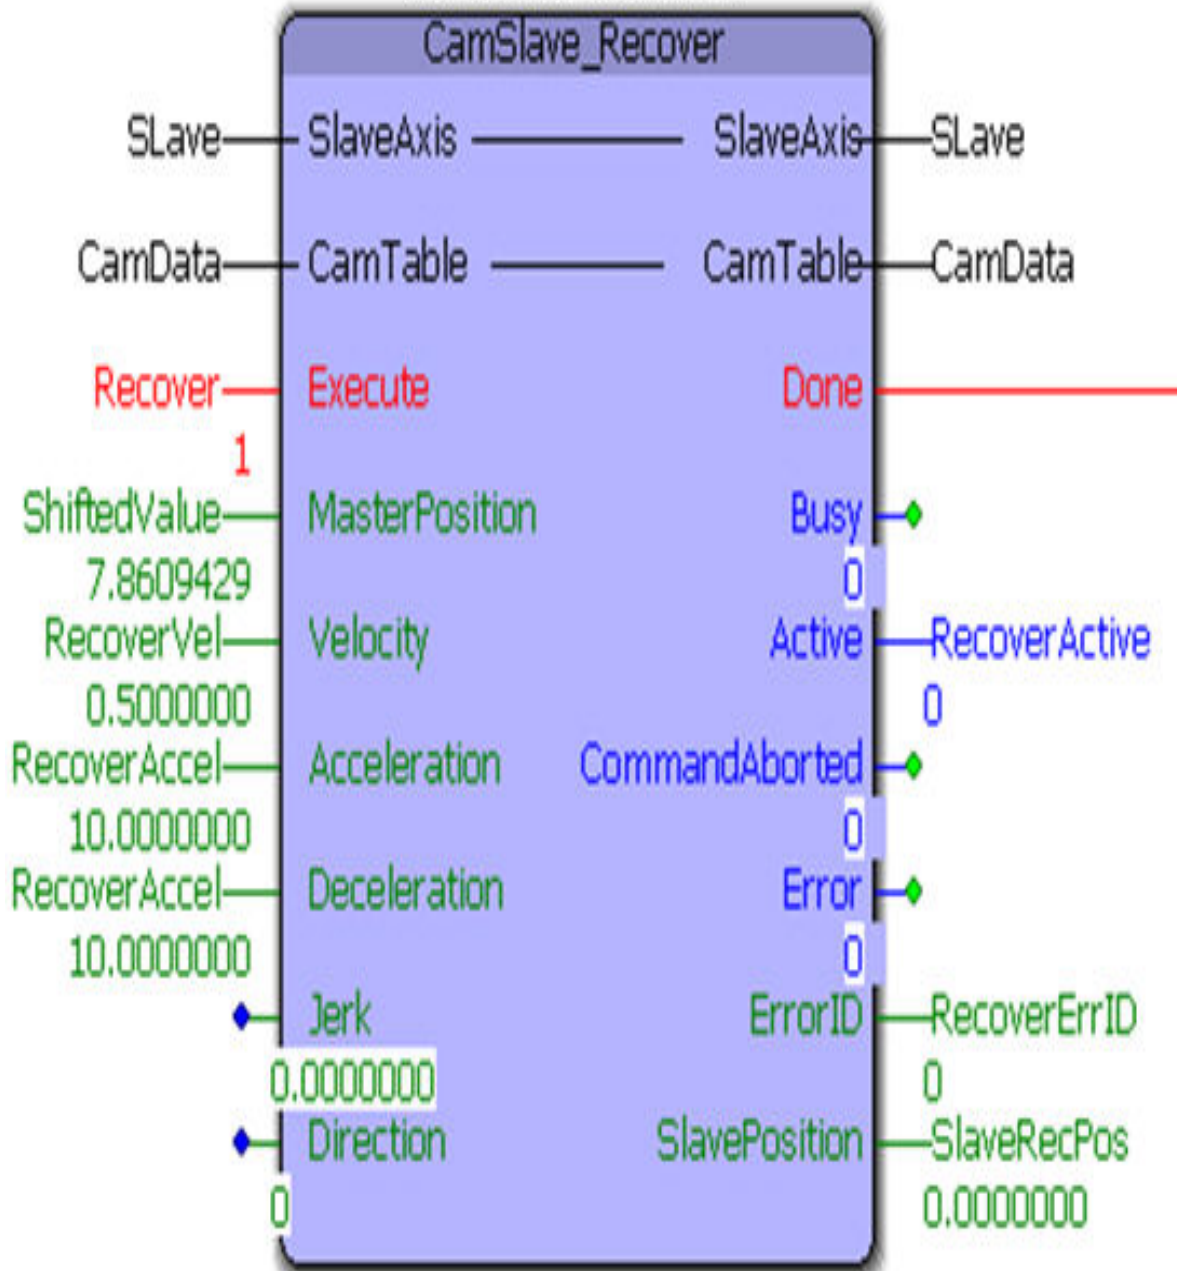 CamSlave_Recover
SLave SlaveAxis SlaveAxis SLave
CamData CamTable CamTable CamData
Recover Execute Done
1
ShiftedValue MasterPosition Busy
7.8609429 0
RecoverVel Velocity Active RecoverActive
0.5000000 0
RecoverAccel Acceleration CommandAborted
10.0000000 0
RecoverAccel Deceleration Error
10.0000000 0
Jerk ErrorID RecoverErrID
0.0000000 0
Direction SlavePosition SlaveRecPos
0 0.0000000